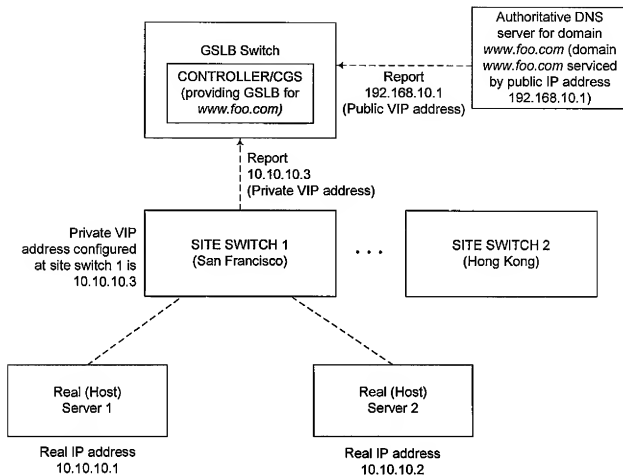 GSLB Switch
CONTROLLER/CGS
(providing GSLB for
www.foo.com)
Authoritative DNS
server for domain
www.foo.com (domain
www.foo.com serviced
by public IP address
192.168.10.1)
Report
192.168.10.1
(Public VIP address)
Report
10.10.10.3
(Private VIP address)
Private VIP
address configured
at site switch 1 is
10.10.10.3
SITE SWITCH 1
(San Francisco)
. . .
SITE SWITCH 2
(Hong Kong)
Real (Host)
Server 1
Real (Host)
Server 2
Real IP address
10.10.10.1
Real IP address
10.10.10.2